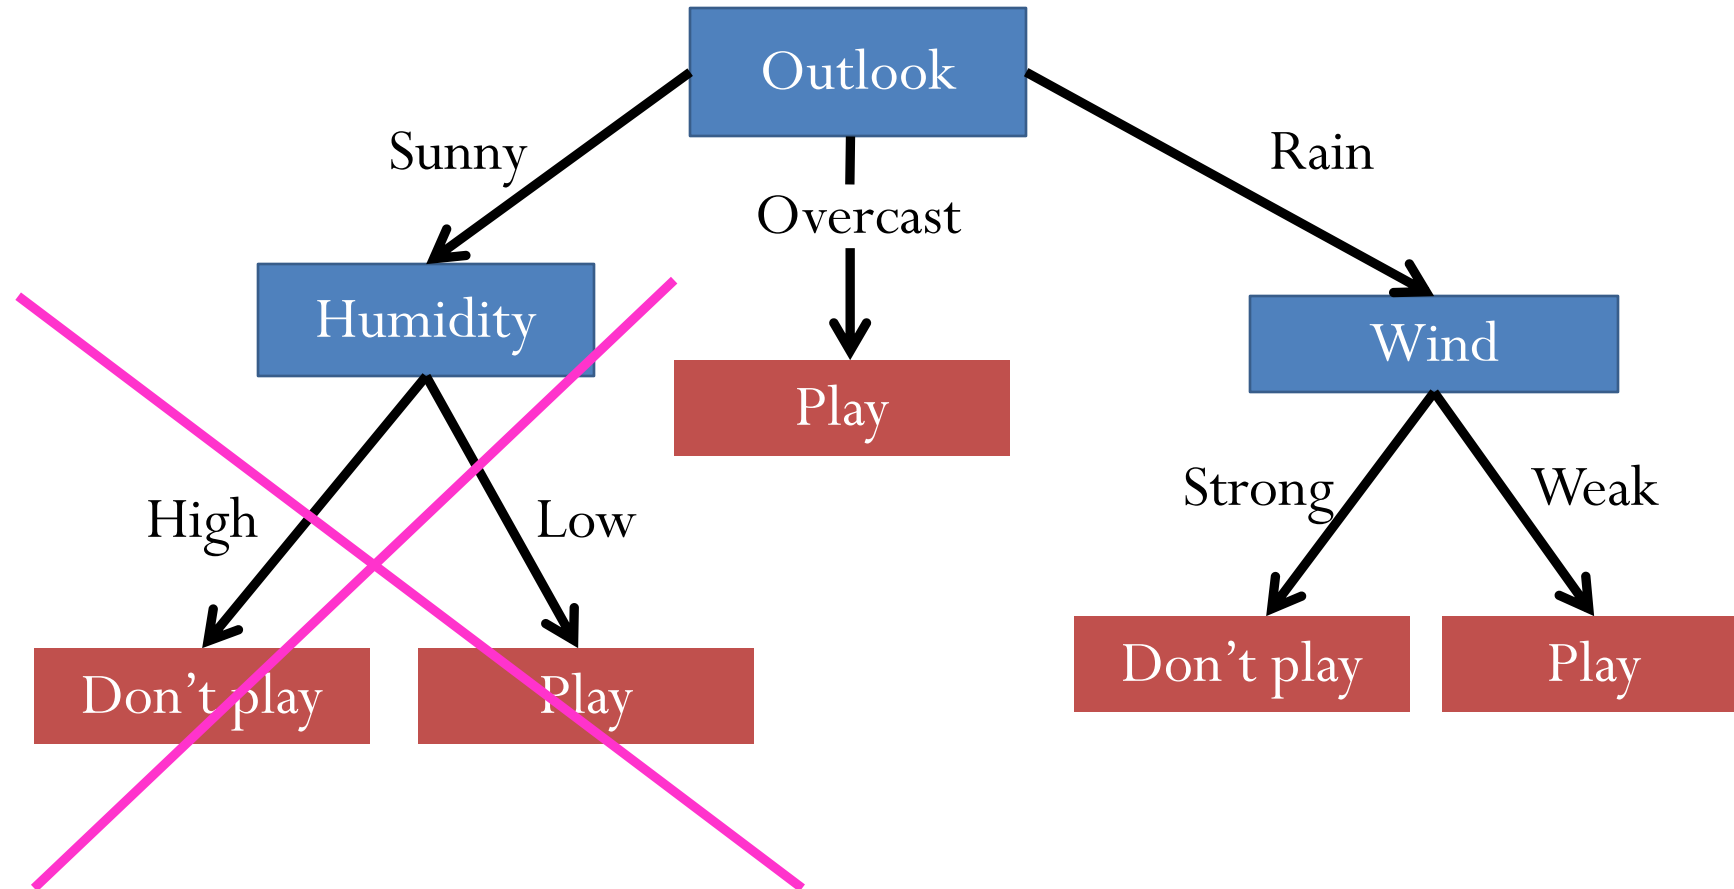 Outlook
Sunny
Rain
Overcast
Humidity
Wind
Play
High
Low
Strong
Weak
Don’t play
Play
Don’t play
Play